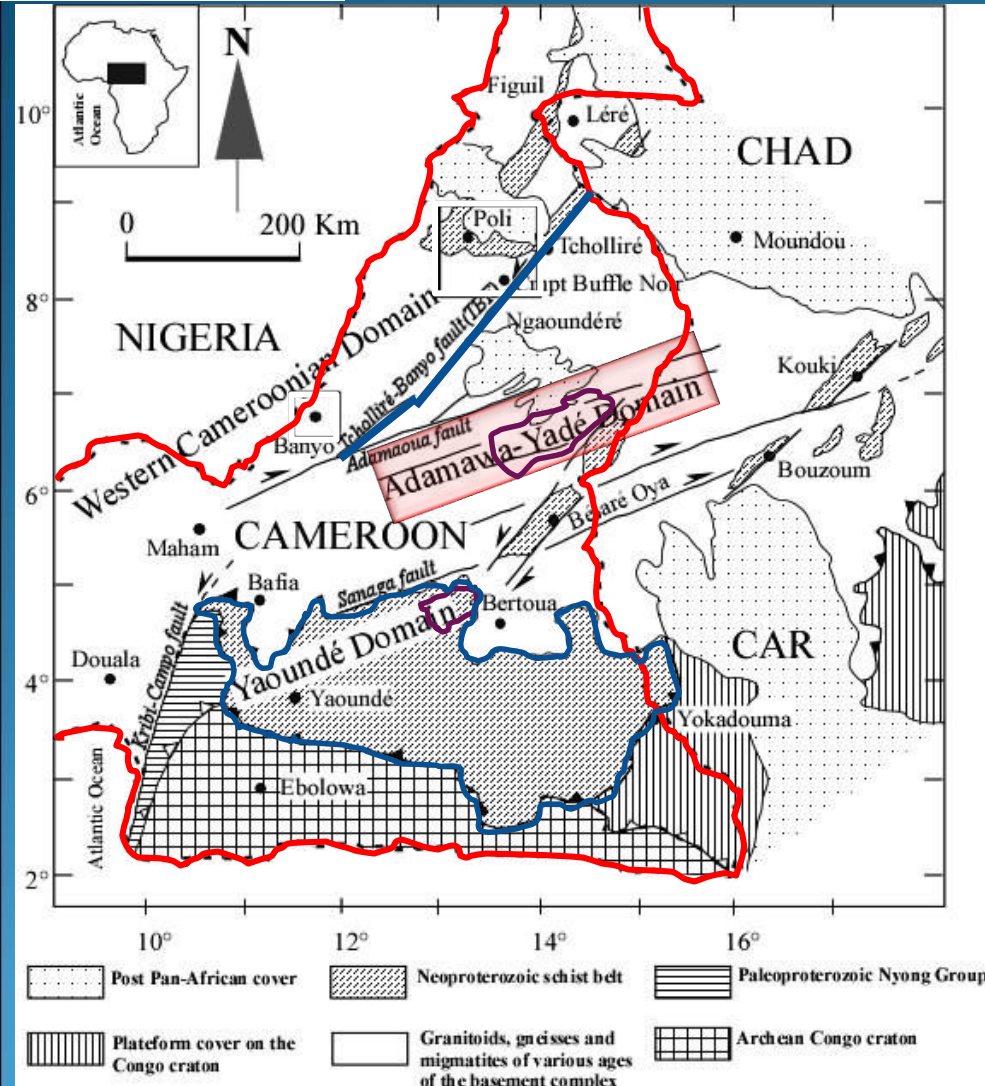 Atlantic
Ocean
N
0
200 Km
Figuil
Léré
CHAD
10°
Poli
Tcholliré
Moundou
Buffle Noir
8°
NIGERIA
Ngaoundéré
Kouki
Western Cameroonian Domain
Tcholliré-Banyo fault(TBF)
Banyo
Adamaoua fault
Adamawa-Yadé Domain
Bouzoum
6°
Bétaré Oya
Maham
CAMEROON
Bafia
Sanaga fault
Bertoua
Kribi-Campo fault
Yaoundé Domain
CAR
Douala
4°
Yaoundé
Yokadouma
Atlantic Ocean
Ebolowa
2°
10°
12°
14°
16°
Post Pan-African cover
Neoproterozoic schist belt
Paleoproterozoic Nyong Group
Plateform cover on the
Congo craton
Granitoids, gneisses and
migmatites of various ages
of the basement complex
Archean Congo craton